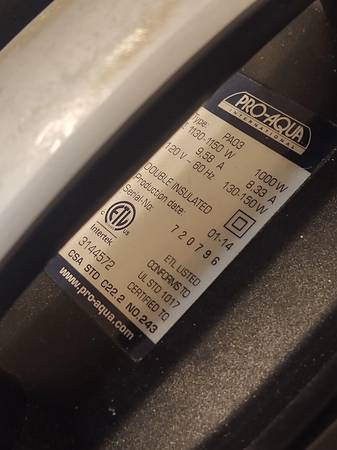 PRO-AQUA
INTERNATIONAL
Type. PA03
1130-1150 W 1000 W
9.58 A 8.33 A
120 V ~ 60 Hz 130-150 W
DOUBLE INSULATED
Production date: 01-14
Serial No: 720796
ETL
us
Intertek
3144572
ETL LISTED
CONFORMS TO
UL STD 1017
CERTIFIED TO
CSA STD C22.2 NO.243
www.pro-aqua.com